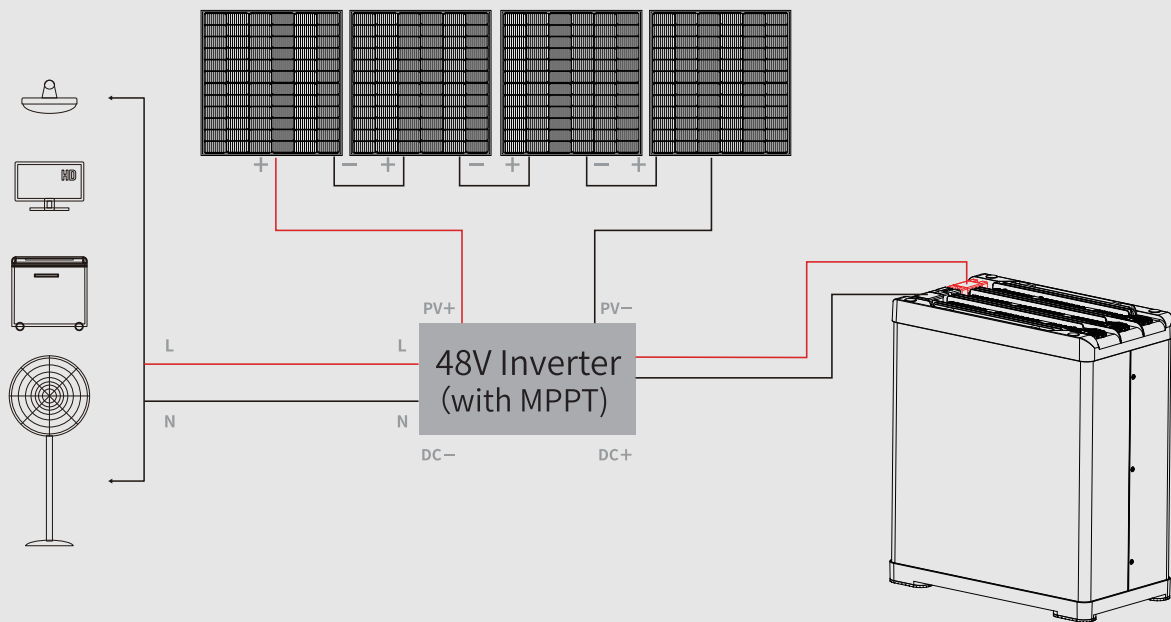 HD
+ − + − + − +
PV+
PV−
L
L
48V Inverter
(with MPPT)
N
N
DC−
DC+